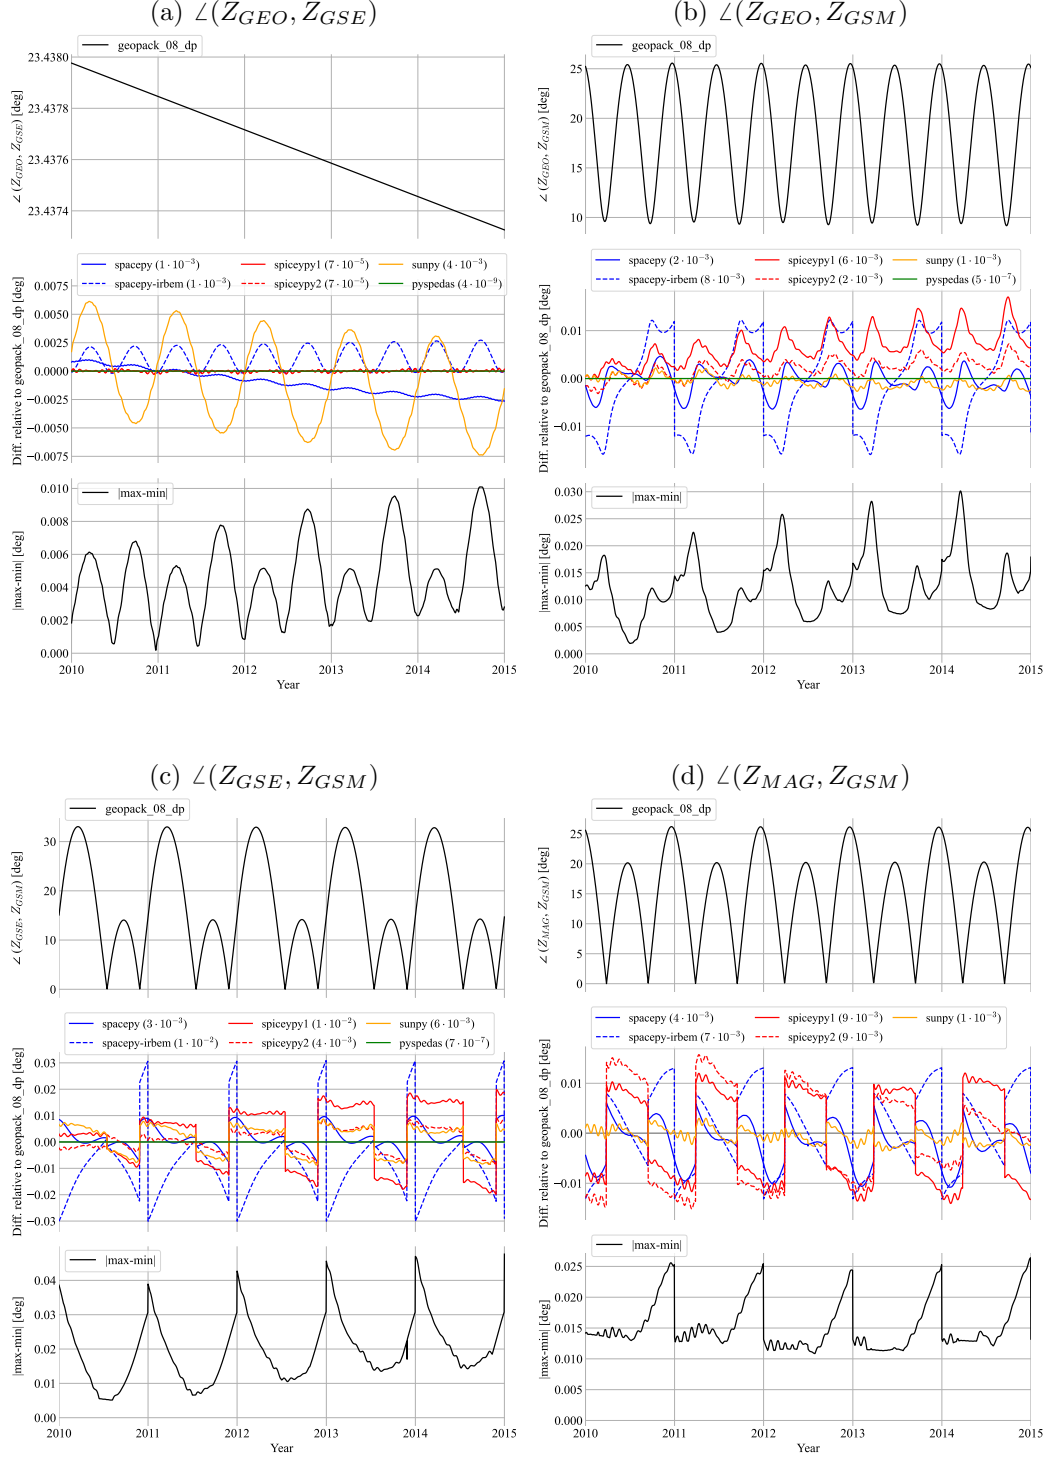 (a) ∠(Z_GEO, Z_GSE)
geopack_08_dp
23.4380
23.4378
23.4376
23.4374
∠ (Z_GEO, Z_GSE) [deg]
spacepy (1 · 10⁻³)
spiceypy1 (7 · 10⁻⁵)
sunpy (4 · 10⁻³)
spacepy-irbem (1 · 10⁻³)
spiceypy2 (7 · 10⁻⁵)
pyspedas (4 · 10⁻⁹)
0.0075
0.0050
0.0025
0.0000
−0.0025
−0.0050
−0.0075
Diff. relative to geopack_08_dp [deg]
|max-min|
0.010
0.008
0.006
0.004
0.002
0.000
|max-min| [deg]
2010 2011 2012 2013 2014 2015
Year
(b) ∠(Z_GEO, Z_GSM)
geopack_08_dp
25
20
15
10
∠ (Z_GEO, Z_GSM) [deg]
spacepy (2 · 10⁻³)
spiceypy1 (6 · 10⁻³)
sunpy (1 · 10⁻³)
spacepy-irbem (8 · 10⁻³)
spiceypy2 (2 · 10⁻³)
pyspedas (5 · 10⁻⁷)
0.01
0.00
−0.01
Diff. relative to geopack_08_dp [deg]
|max-min|
0.030
0.025
0.020
0.015
0.010
0.005
0.000
|max-min| [deg]
2010 2011 2012 2013 2014 2015
Year
(c) ∠(Z_GSE, Z_GSM)
geopack_08_dp
30
20
10
0
∠ (Z_GSE, Z_GSM) [deg]
spacepy (3 · 10⁻³)
spiceypy1 (1 · 10⁻²)
sunpy (6 · 10⁻³)
spacepy-irbem (1 · 10⁻²)
spiceypy2 (4 · 10⁻³)
pyspedas (7 · 10⁻⁷)
0.03
0.02
0.01
0.00
−0.01
−0.02
−0.03
Diff. relative to geopack_08_dp [deg]
|max-min|
0.04
0.03
0.02
0.01
0.00
|max-min| [deg]
2010 2011 2012 2013 2014 2015
Year
(d) ∠(Z_MAG, Z_GSM)
geopack_08_dp
25
20
15
10
5
0
∠ (Z_MAG, Z_GSM) [deg]
spacepy (4 · 10⁻³)
spiceypy1 (9 · 10⁻³)
sunpy (1 · 10⁻³)
spacepy-irbem (7 · 10⁻³)
spiceypy2 (9 · 10⁻³)
0.01
0.00
−0.01
Diff. relative to geopack_08_dp [deg]
|max-min|
0.025
0.020
0.015
0.010
0.005
0.000
|max-min| [deg]
2010 2011 2012 2013 2014 2015
Year